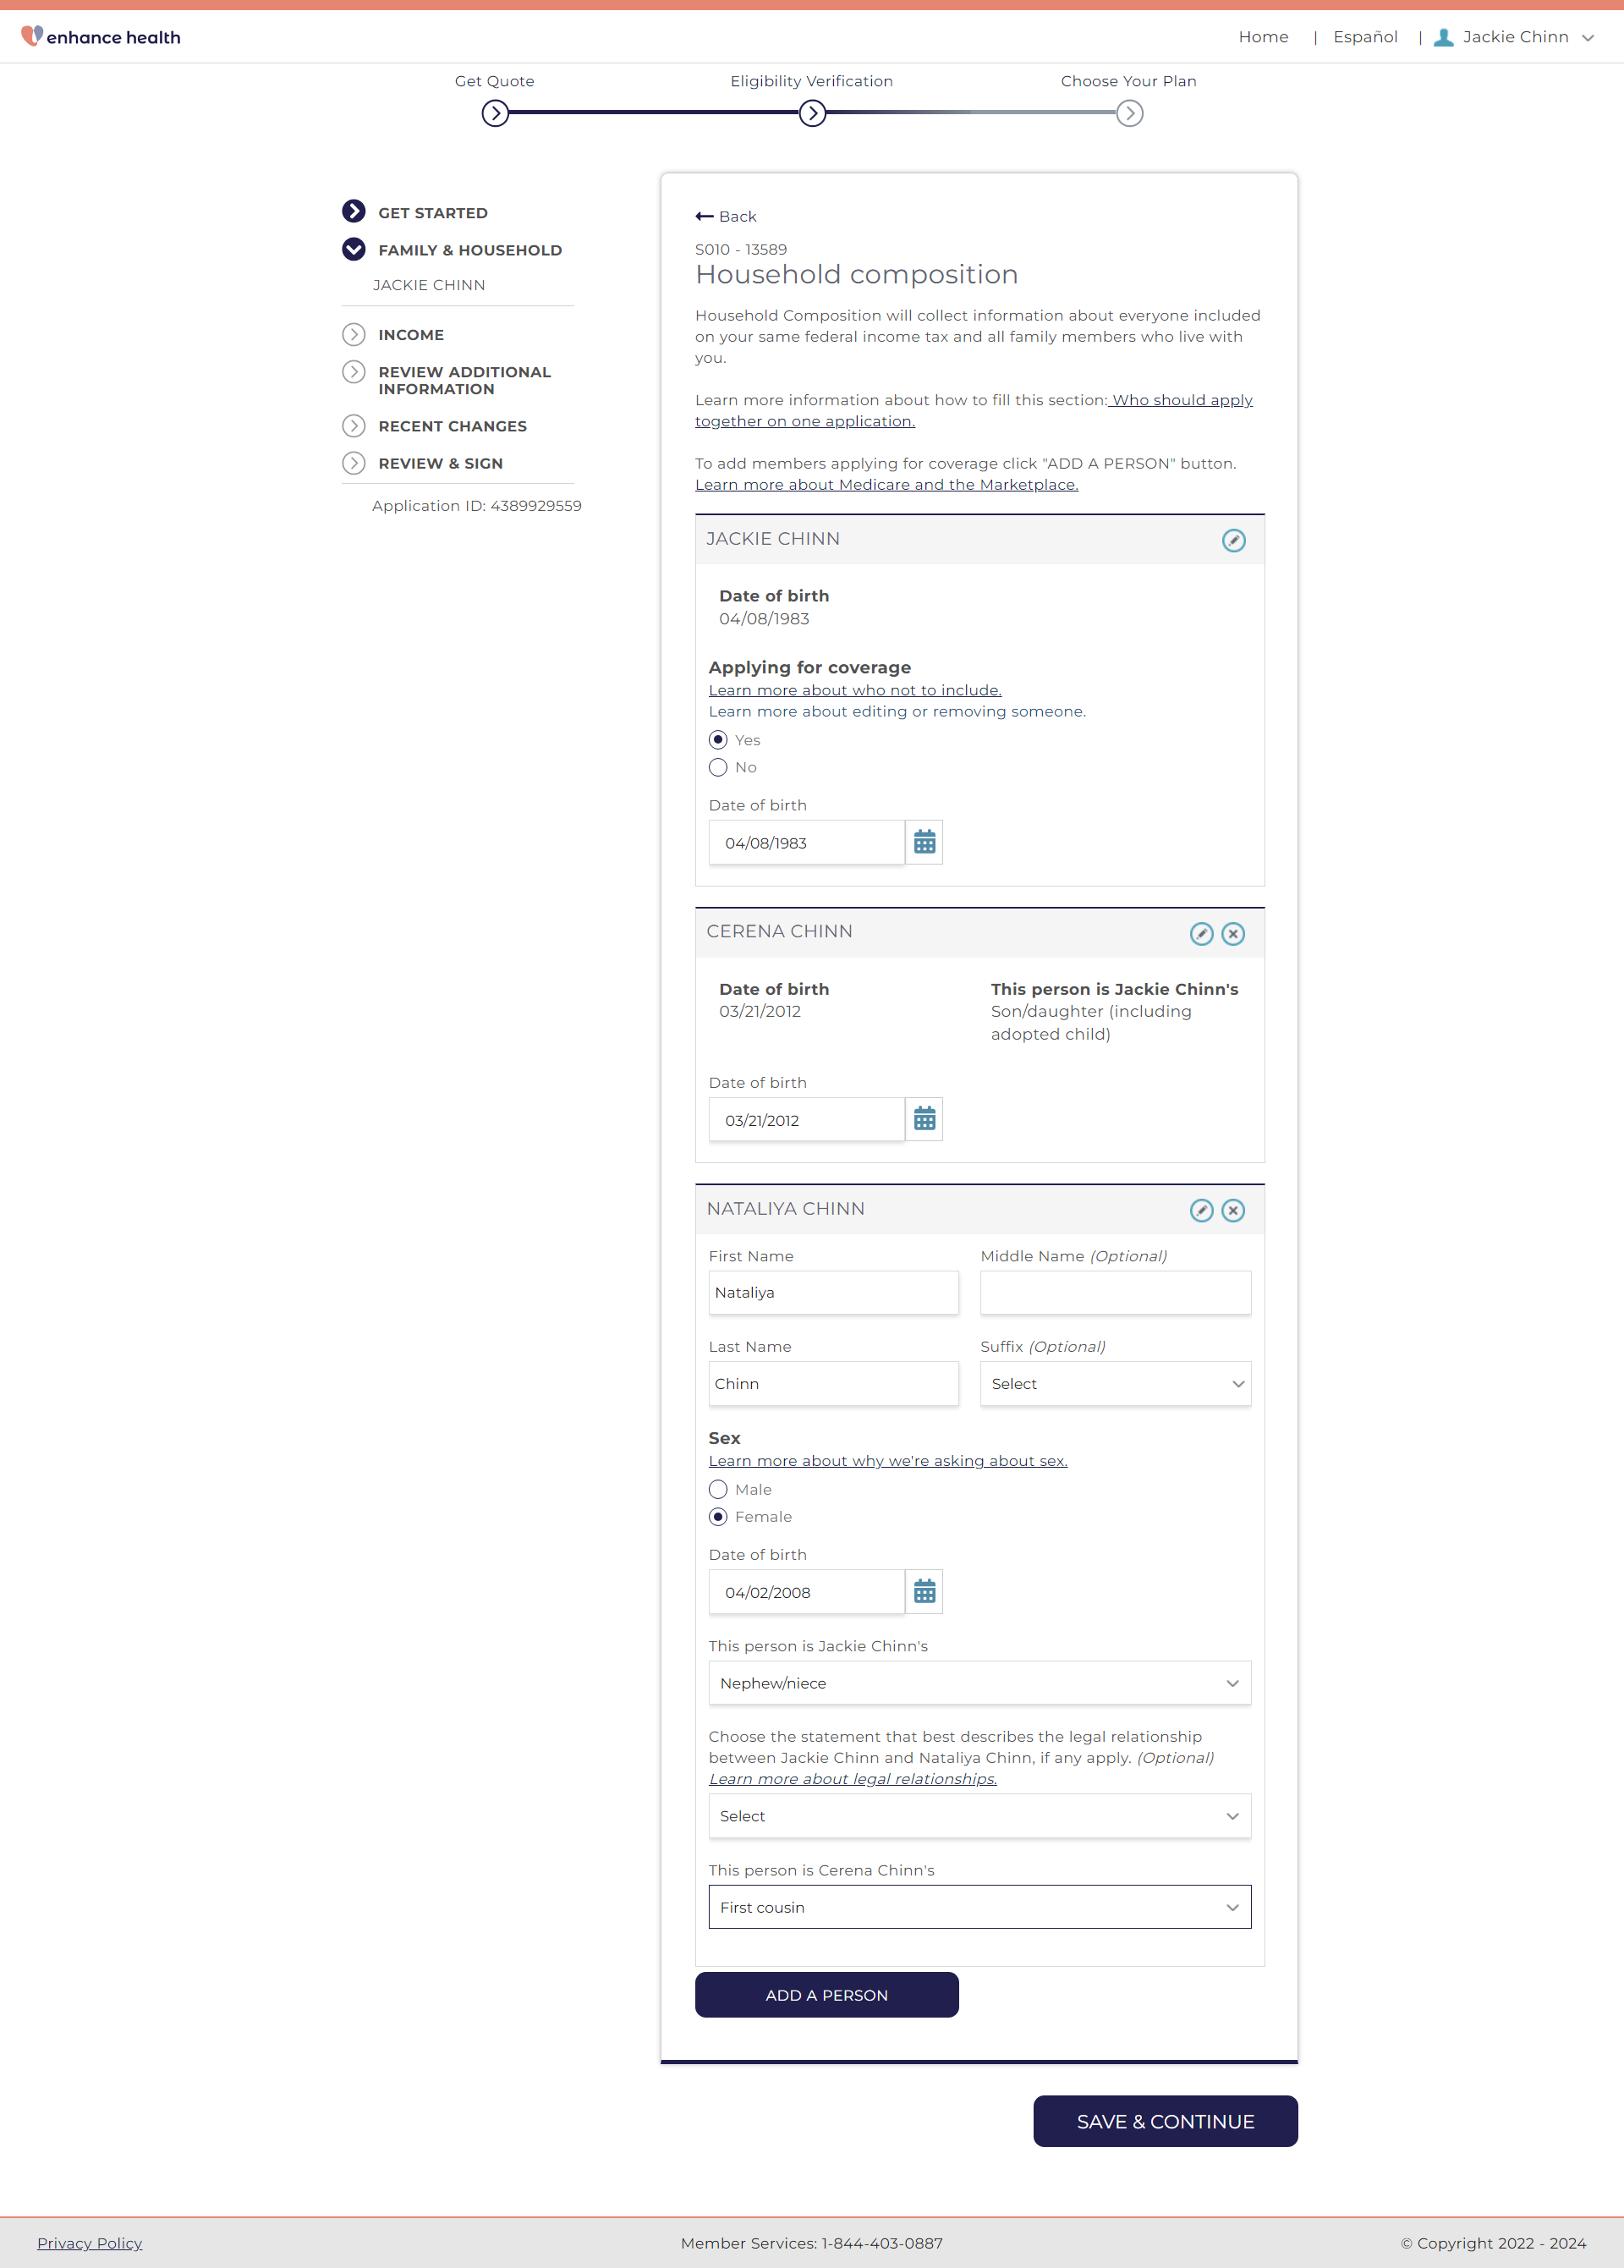 enhance health
Home | Español | Jackie Chinn
Get Quote Eligibility Verification Choose Your Plan
GET STARTED
FAMILY & HOUSEHOLD
JACKIE CHINN
INCOME
REVIEW ADDITIONAL
INFORMATION
RECENT CHANGES
REVIEW & SIGN
Application ID: 4389929559
Back
S010 - 13589
Household composition
Household Composition will collect information about everyone included
on your same federal income tax and all family members who live with
you.
Learn more information about how to fill this section: Who should apply
together on one application.
To add members applying for coverage click "ADD A PERSON" button.
Learn more about Medicare and the Marketplace.
JACKIE CHINN
Date of birth
04/08/1983
Applying for coverage
Learn more about who not to include.
Learn more about editing or removing someone.
Yes
No
Date of birth
04/08/1983
CERENA CHINN
Date of birth
03/21/2012
This person is Jackie Chinn's
Son/daughter (including
adopted child)
Date of birth
03/21/2012
NATALIYA CHINN
First Name Middle Name (Optional)
Nataliya
Last Name Suffix (Optional)
Chinn Select
Sex
Learn more about why we're asking about sex.
Male
Female
Date of birth
04/02/2008
This person is Jackie Chinn's
Nephew/niece
Choose the statement that best describes the legal relationship
between Jackie Chinn and Nataliya Chinn, if any apply. (Optional)
Learn more about legal relationships.
Select
This person is Cerena Chinn's
First cousin
ADD A PERSON
SAVE & CONTINUE
Privacy Policy Member Services: 1-844-403-0887 © Copyright 2022 - 2024